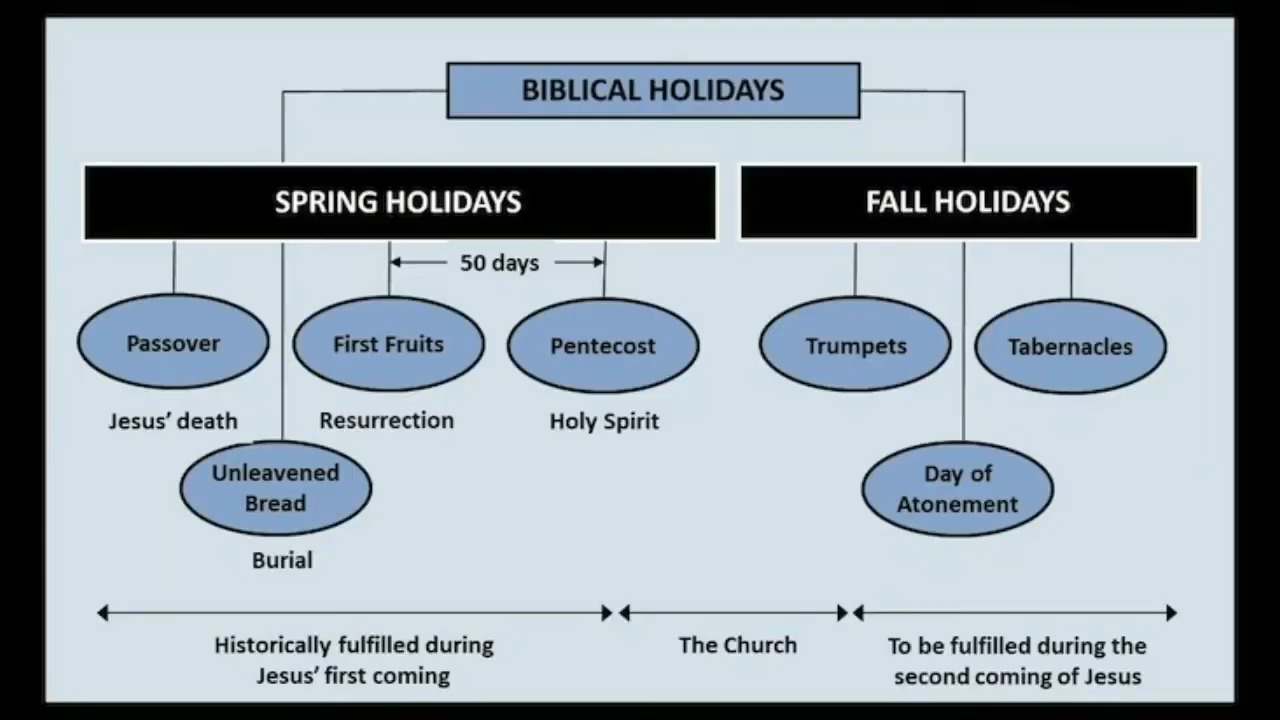 BIBLICAL HOLIDAYS
SPRING HOLIDAYS
FALL HOLIDAYS
50 days
Passover
First Fruits
Pentecost
Trumpets
Tabernacles
Jesus’ death
Resurrection
Holy Spirit
Unleavened
Bread
Day of
Atonement
Burial
Historically fulfilled during
Jesus’ first coming
The Church
To be fulfilled during the
second coming of Jesus